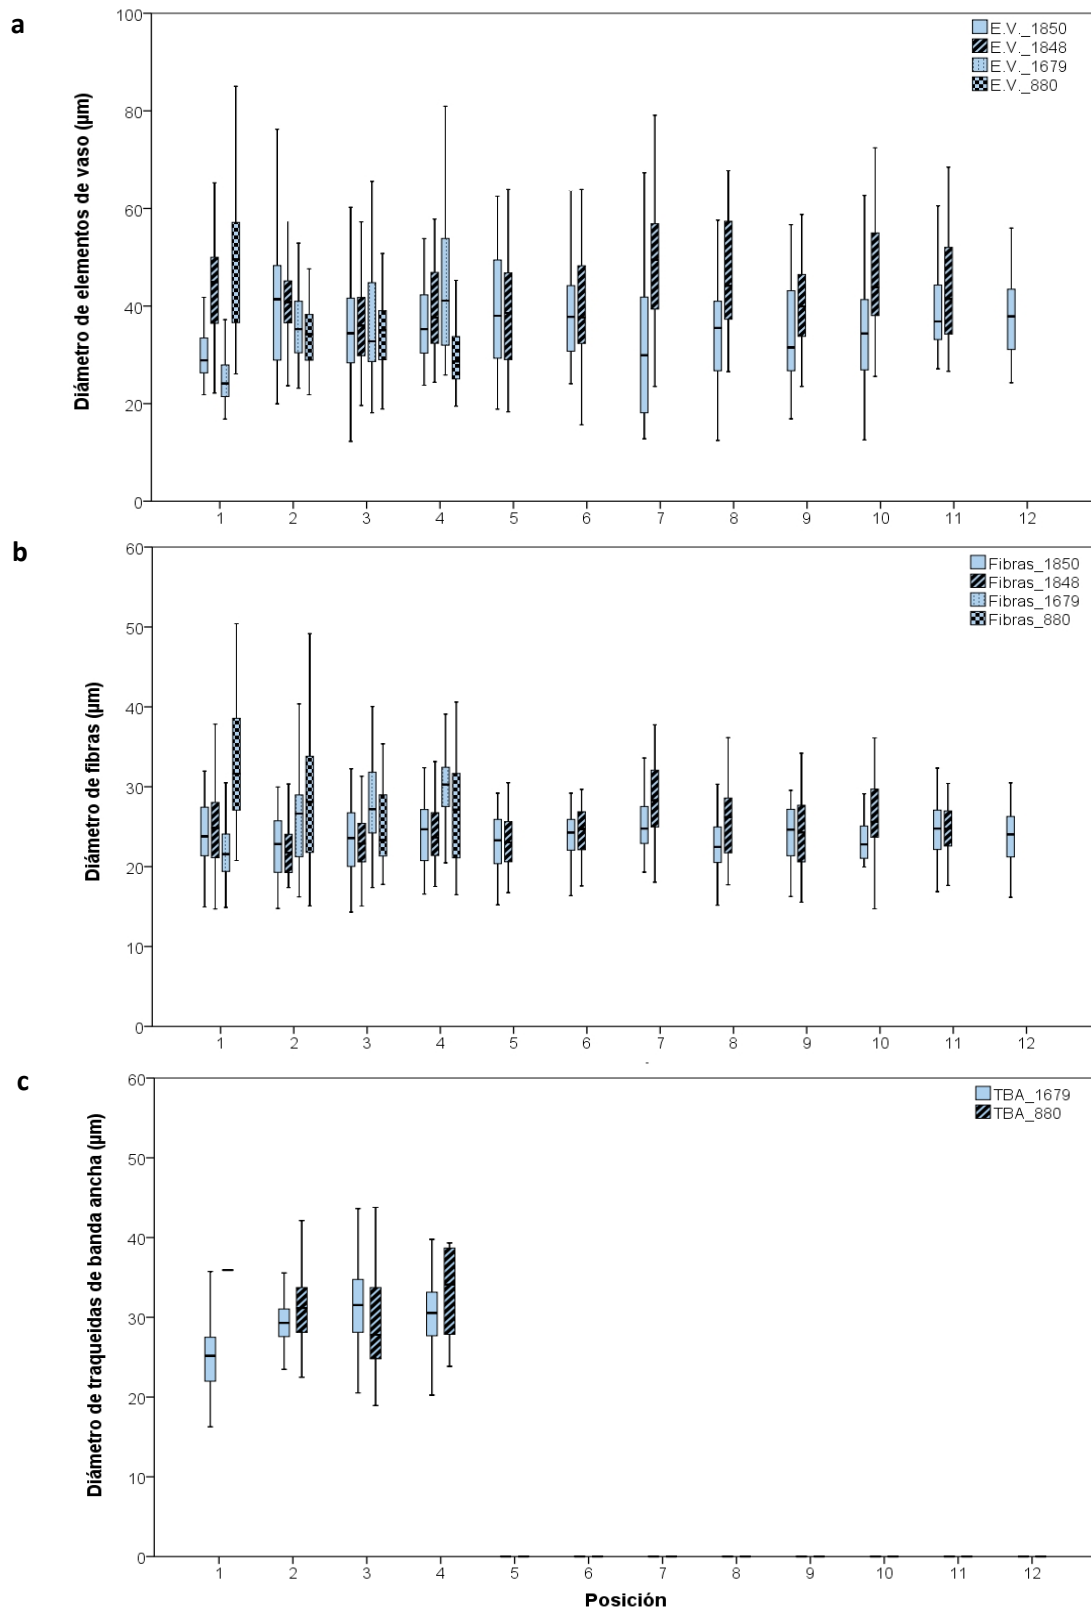 a
Diámetro de elementos de vaso (µm)
100
80
60
40
20
0
E.V._1850
E.V._1848
E.V._1679
E.V._880
1 2 3 4 5 6 7 8 9 10 11 12
b
Diámetro de fibras (µm)
60
50
40
30
20
10
0
Fibras_1850
Fibras_1848
Fibras_1679
Fibras_880
1 2 3 4 5 6 7 8 9 10 11 12
c
Diámetro de traqueidas de banda ancha (µm)
60
50
40
30
20
10
0
TBA_1679
TBA_880
1 2 3 4 5 6 7 8 9 10 11 12
Posición